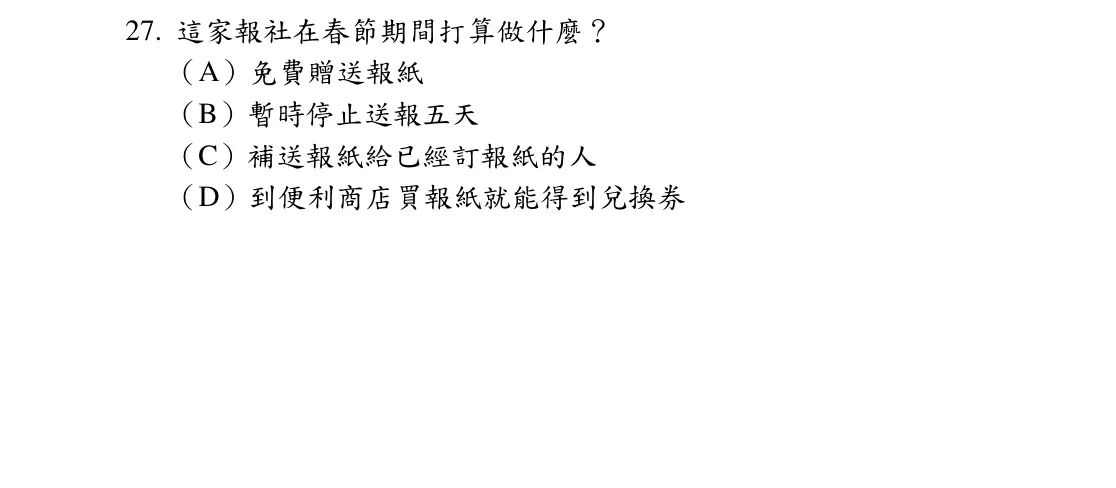 27. 這家報社在春節期間打算做什麼？
（A）免費贈送報紙
（B）暫時停止送報五天
（C）補送報紙給已經訂報紙的人
（D）到便利商店買報紙就能得到兌換券